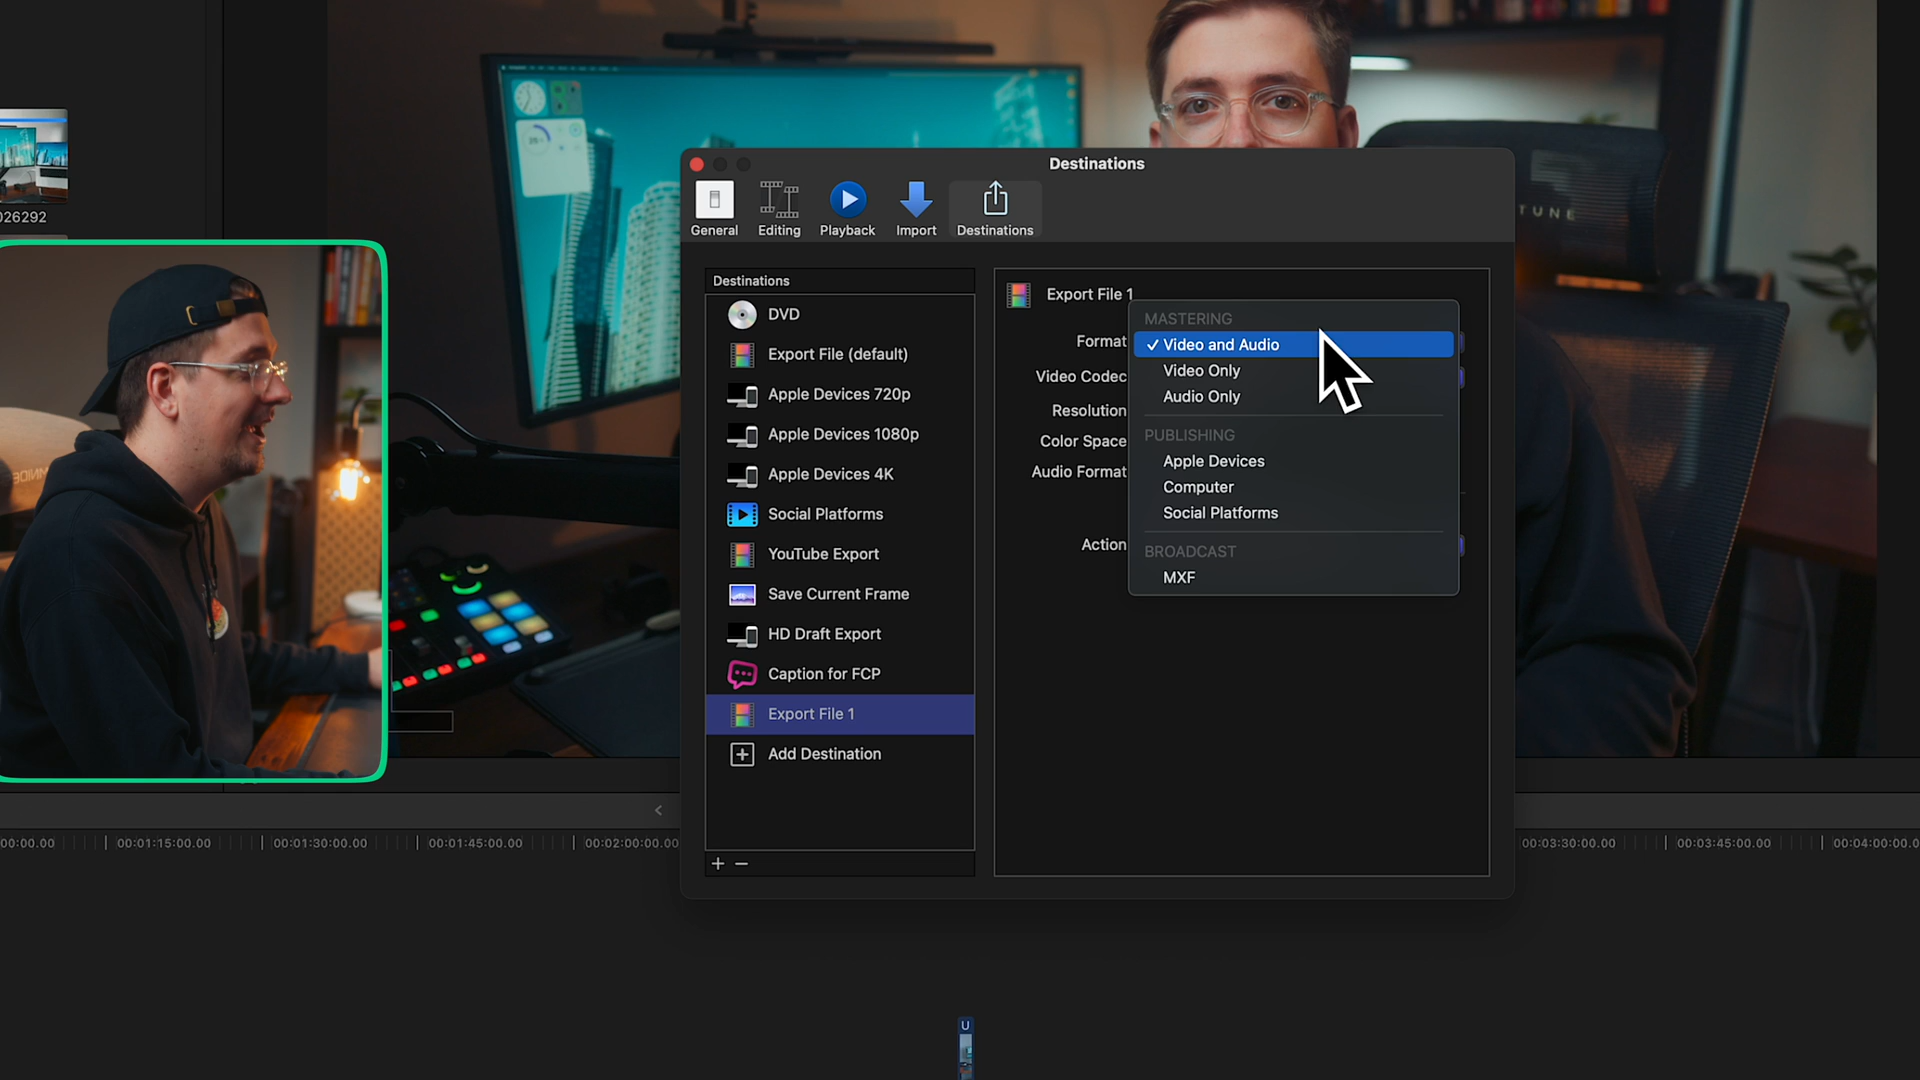 Destinations
General
Editing
Playback
Import
Destinations
TUNE
026292
Destinations
DVD
Export File (default)
Apple Devices 720p
Apple Devices 1080p
Apple Devices 4K
Social Platforms
YouTube Export
Save Current Frame
HD Draft Export
Caption for FCP
Export File 1
Add Destination
+ −
Export File 1
Format
Video Codec
Resolution
Color Space
Audio Format
Action
MASTERING
✓ Video and Audio
Video Only
Audio Only
PUBLISHING
Apple Devices
Computer
Social Platforms
BROADCAST
MXF
00:00.00
00:01:15:00.00
00:01:30:00.00
00:01:45:00.00
00:02:00:00.00
00:03:30:00.00
00:03:45:00.00
00:04:00:00.0
U